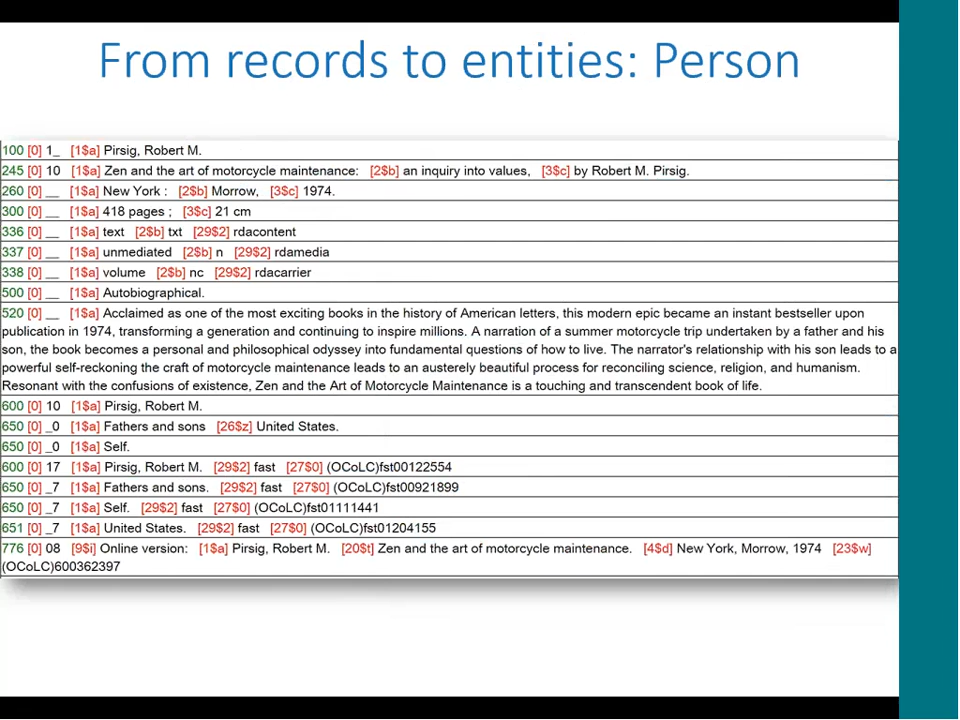 From records to entities: Person
100 [0] 1_ [1$a] Pirsig, Robert M.
245 [0] 10 [1$a] Zen and the art of motorcycle maintenance: [2$b] an inquiry into values, [3$c] by Robert M. Pirsig.
260 [0] __ [1$a] New York : [2$b] Morrow, [3$c] 1974.
300 [0] __ [1$a] 418 pages ; [3$c] 21 cm
336 [0] __ [1$a] text [2$b] txt [29$2] rdacontent
337 [0] __ [1$a] unmediated [2$b] n [29$2] rdamedia
338 [0] __ [1$a] volume [2$b] nc [29$2] rdacarrier
500 [0] __ [1$a] Autobiographical.
520 [0] __ [1$a] Acclaimed as one of the most exciting books in the history of American letters, this modern epic became an instant bestseller upon
publication in 1974, transforming a generation and continuing to inspire millions. A narration of a summer motorcycle trip undertaken by a father and his
son, the book becomes a personal and philosophical odyssey into fundamental questions of how to live. The narrator's relationship with his son leads to a
powerful self-reckoning the craft of motorcycle maintenance leads to an austerely beautiful process for reconciling science, religion, and humanism.
Resonant with the confusions of existence, Zen and the Art of Motorcycle Maintenance is a touching and transcendent book of life.
600 [0] 10 [1$a] Pirsig, Robert M.
650 [0] _0 [1$a] Fathers and sons [26$z] United States.
650 [0] _0 [1$a] Self.
600 [0] 17 [1$a] Pirsig, Robert M. [29$2] fast [27$0] (OCoLC)fst00122554
650 [0] _7 [1$a] Fathers and sons. [29$2] fast [27$0] (OCoLC)fst00921899
650 [0] _7 [1$a] Self. [29$2] fast [27$0] (OCoLC)fst01111441
651 [0] _7 [1$a] United States. [29$2] fast [27$0] (OCoLC)fst01204155
776 [0] 08 [9$i] Online version: [1$a] Pirsig, Robert M. [20$t] Zen and the art of motorcycle maintenance. [4$d] New York, Morrow, 1974 [23$w]
(OCoLC)600362397